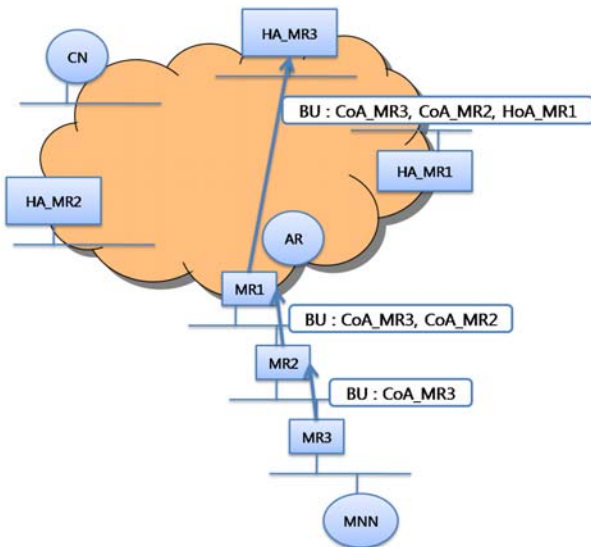 HA_MR3
CN
BU : CoA_MR3, CoA_MR2, HoA_MR1
HA_MR1
HA_MR2
AR
MR1
BU : CoA_MR3, CoA_MR2
MR2
BU : CoA_MR3
MR3
MNN